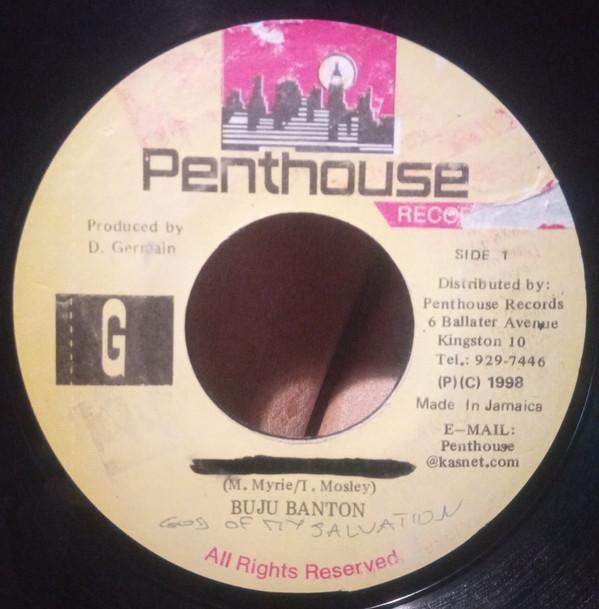 Penthouse
RECO
Produced by
D. Germain
G
SIDE 1
Distributed by:
Penthouse Records
6 Ballater Avenue
Kingston 10
Tel.: 929-7446
(P)(C) 1998
Made In Jamaica
E-MAIL:
Penthouse
@kasnet.com
(M. Myrie/T. Mosley)
BUJU BANTON
GOD OF MY SALVATION
All Rights Reserved